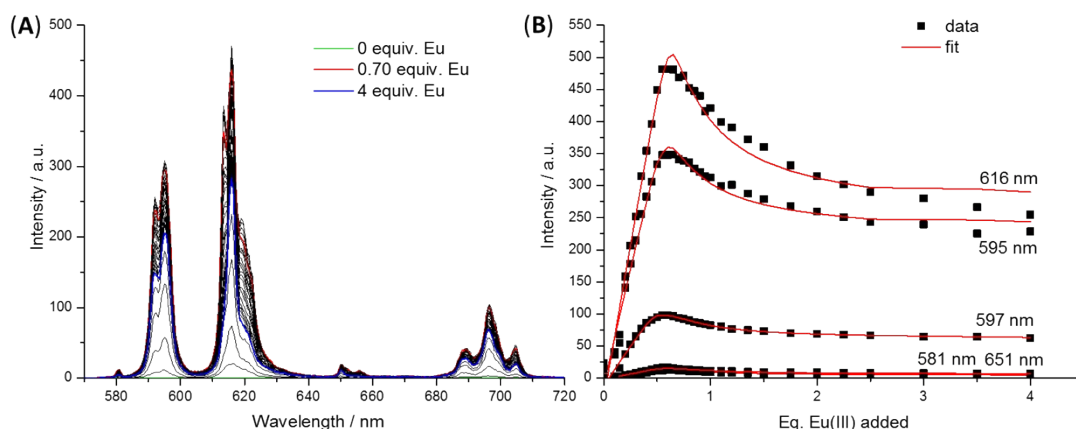 (A)
500
400
300
200
100
0
Intensity / a.u.
0 equiv. Eu
0.70 equiv. Eu
4 equiv. Eu
580 600 620 640 660 680 700 720
Wavelength / nm
(B)
550
500
450
400
350
300
250
200
150
100
50
0
Intensity / a.u.
data
fit
616 nm
595 nm
597 nm
581 nm 651 nm
0 1 2 3 4
Eq. Eu(III) added